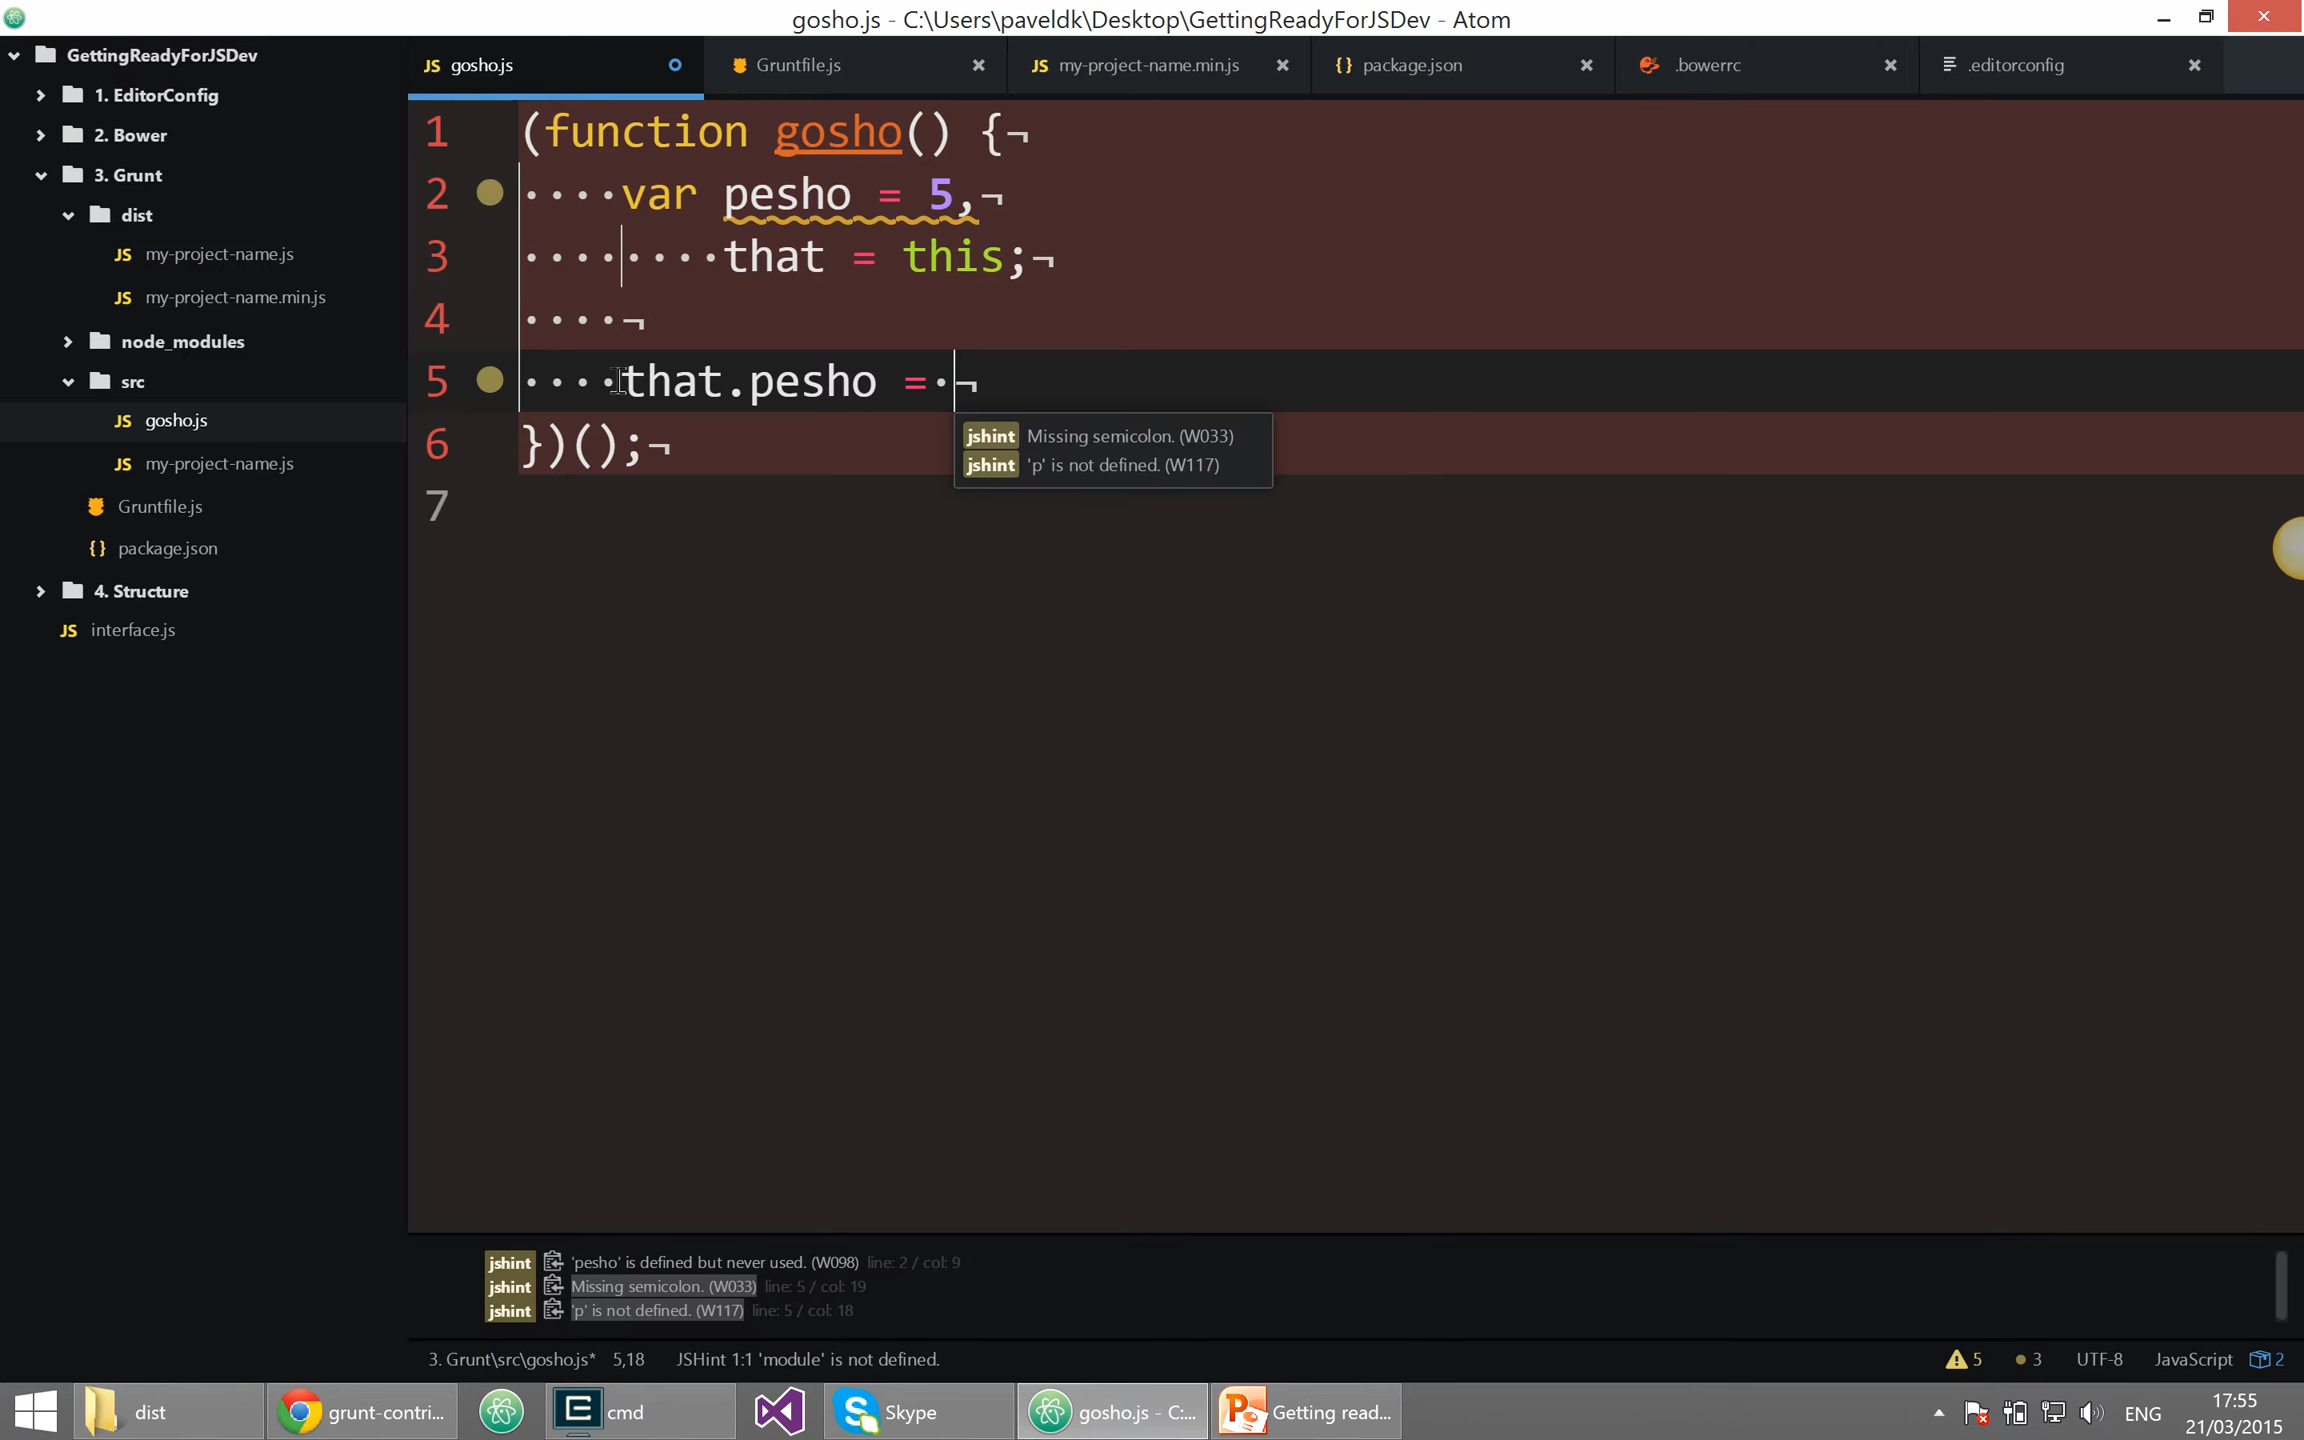 gosho.js - C:\Users\paveldk\Desktop\GettingReadyForJSDev - Atom
GettingReadyForJSDev
1. EditorConfig
2. Bower
3. Grunt
dist
JS my-project-name.js
JS my-project-name.min.js
node_modules
src
JS gosho.js
JS my-project-name.js
Gruntfile.js
{} package.json
4. Structure
JS interface.js
JS gosho.js
Gruntfile.js
JS my-project-name.min.js
{} package.json
.bowerrc
.editorconfig
1 (function gosho() {¬
2 ····var pesho = 5,¬
3 ········that = this;¬
4 ····¬
5 ····that.pesho =·¬
6 })();¬
7
jshint Missing semicolon. (W033)
jshint 'p' is not defined. (W117)
jshint 'pesho' is defined but never used. (W098) line: 2 / col: 9
jshint Missing semicolon. (W033) line: 5 / col: 19
jshint 'p' is not defined. (W117) line: 5 / col: 18
3. Grunt\src\gosho.js* 5,18 JSHint 1:1 'module' is not defined.
5 3 UTF-8 JavaScript 2
dist
grunt-contri...
cmd
Skype
gosho.js - C:...
Getting read...
ENG
17:55
21/03/2015